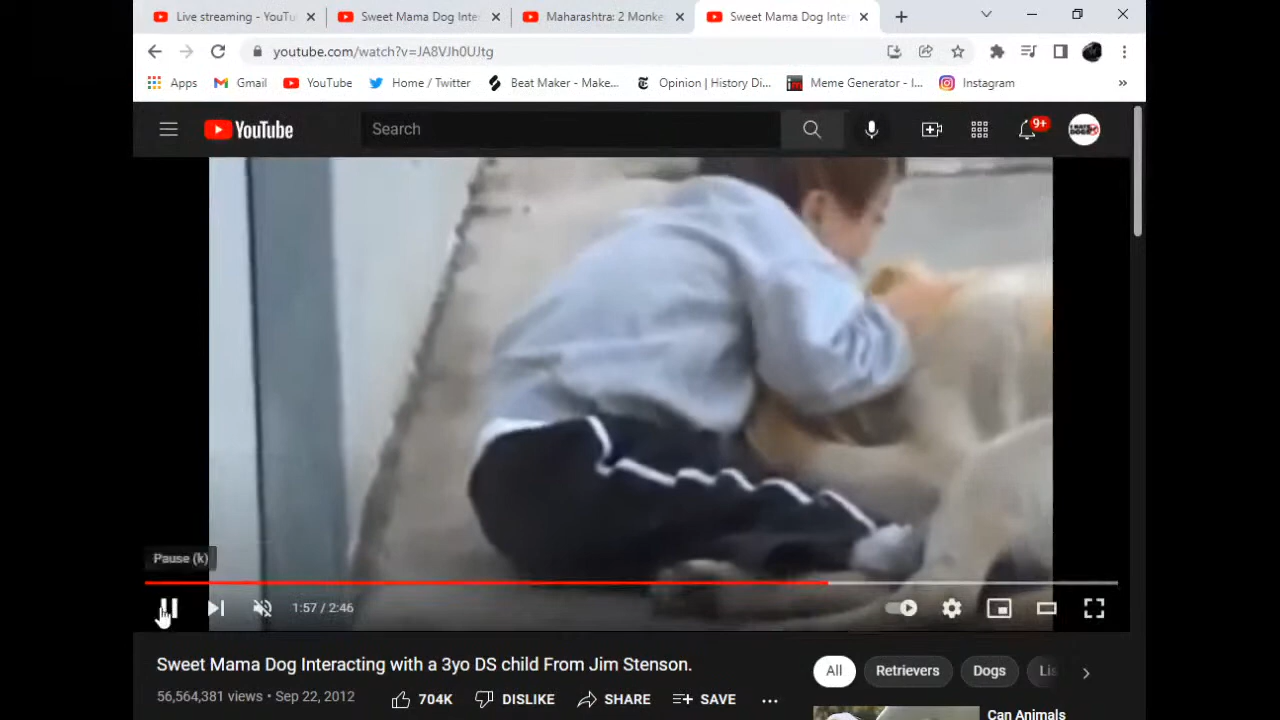 Live streaming - YouTu
Sweet Mama Dog Inte
Maharashtra: 2 Monke
Sweet Mama Dog Inte
youtube.com/watch?v=JA8VJh0UJtg
Apps
Gmail
YouTube
Home / Twitter
Beat Maker - Make...
Opinion | History Di...
Meme Generator - I...
Instagram
»
YouTube
Search
9+
Pause (k)
1:57 / 2:46
Sweet Mama Dog Interacting with a 3yo DS child From Jim Stenson.
56,564,381 views • Sep 22, 2012
704K
DISLIKE
SHARE
SAVE
All
Retrievers
Dogs
Lis
Can Animals